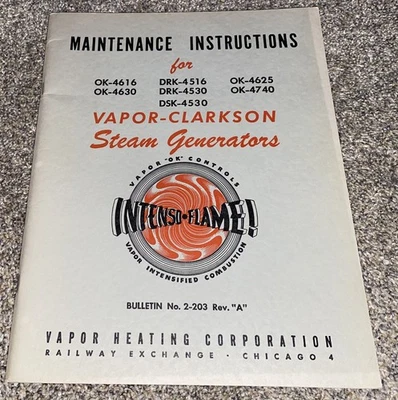 MAINTENANCE INSTRUCTIONS
for
OK-4616 DRK-4516 OK-4625
OK-4630 DRK-4530 OK-4740
DSK-4530
VAPOR-CLARKSON
Steam Generators
VAPOR "OK" CONTROLS
INTENSO-FLAME!
VAPOR INTENSIFIED COMBUSTION
BULLETIN No. 2-203 Rev. "A"
VAPOR HEATING CORPORATION
RAILWAY EXCHANGE · CHICAGO 4